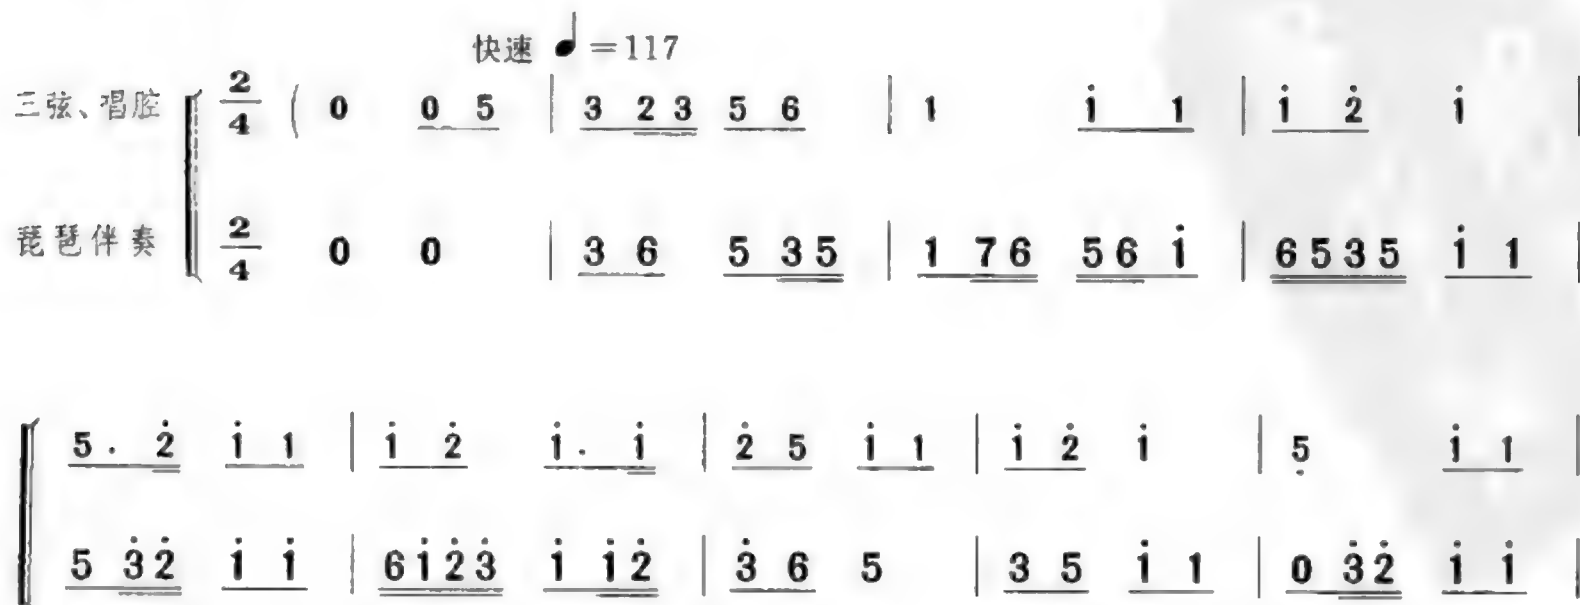 快速 ♩=117
三弦、唱腔 2/4 ( 0 0 5 | 3 2 3 5 6 | 1 i̇ 1 | i̇ 2̇ i̇ |
琵琶伴奏 2/4 0 0 | 3 6 5 3 5 | 1 7 6 5 6 i̇ | 6 5 3 5 i̇ 1 |
5 . 2̇ i̇ 1 | i̇ 2̇ i̇ . i̇ | 2̇ 5 i̇ 1 | i̇ 2̇ i̇ | 5̣ i̇ 1 |
5 3̇ 2̇ i̇ i̇ | 6 i̇ 2̇ 3̇ i̇ i̇ 2̇ | 3̇ 6 5 | 3 5 i̇ 1 | 0 3̇ 2̇ i̇ i̇ |